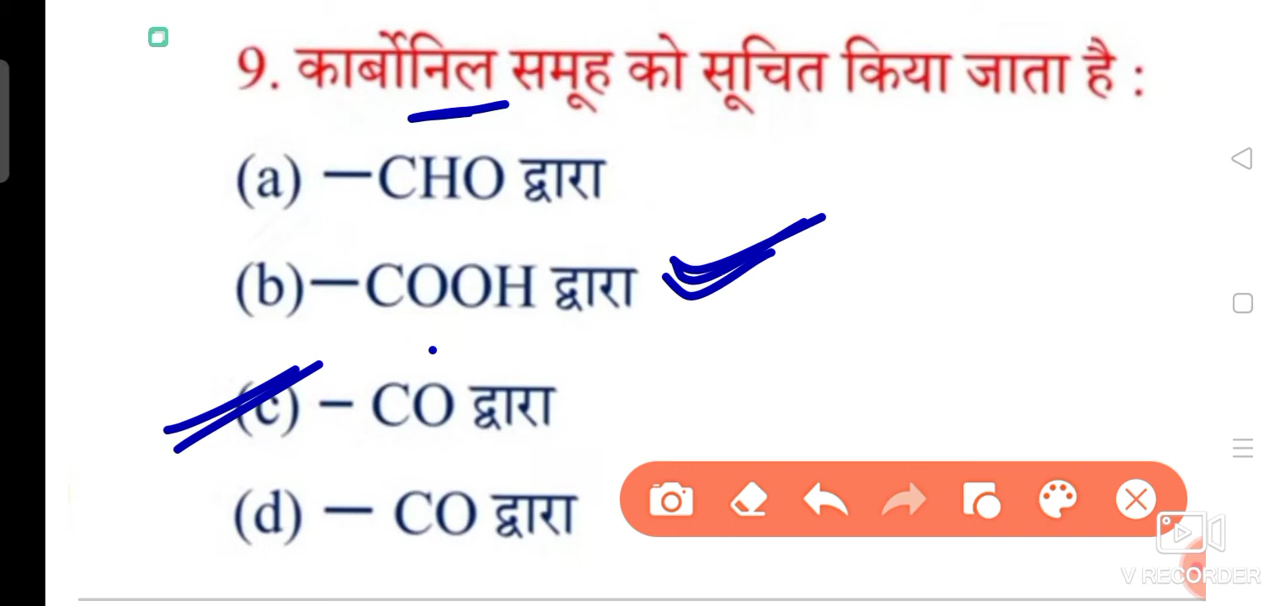 9. कार्बोनिल समूह को सूचित किया जाता है :
(a) —CHO द्वारा
(b)—COOH द्वारा
(c) – CO द्वारा
(d) — CO द्वारा
V RECORDER